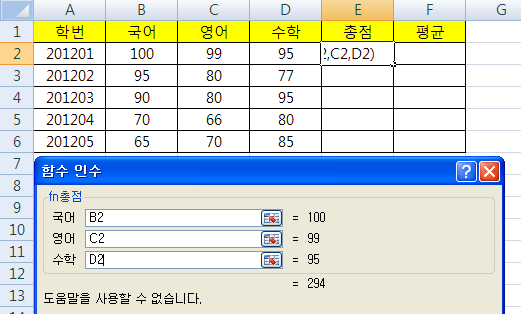 A B C D E F G
1 학번 국어 영어 수학 총점 평균
2 201201 100 99 95 2,C2,D2)
3 201202 95 80 77
4 201203 90 80 95
5 201204 70 66 80
6 201205 65 70 85
7
8 함수 인수
9 fn총점
10 국어 B2 = 100
11 영어 C2 = 99
수학 D2 = 95
12 = 294
13 도움말을 사용할 수 없습니다.